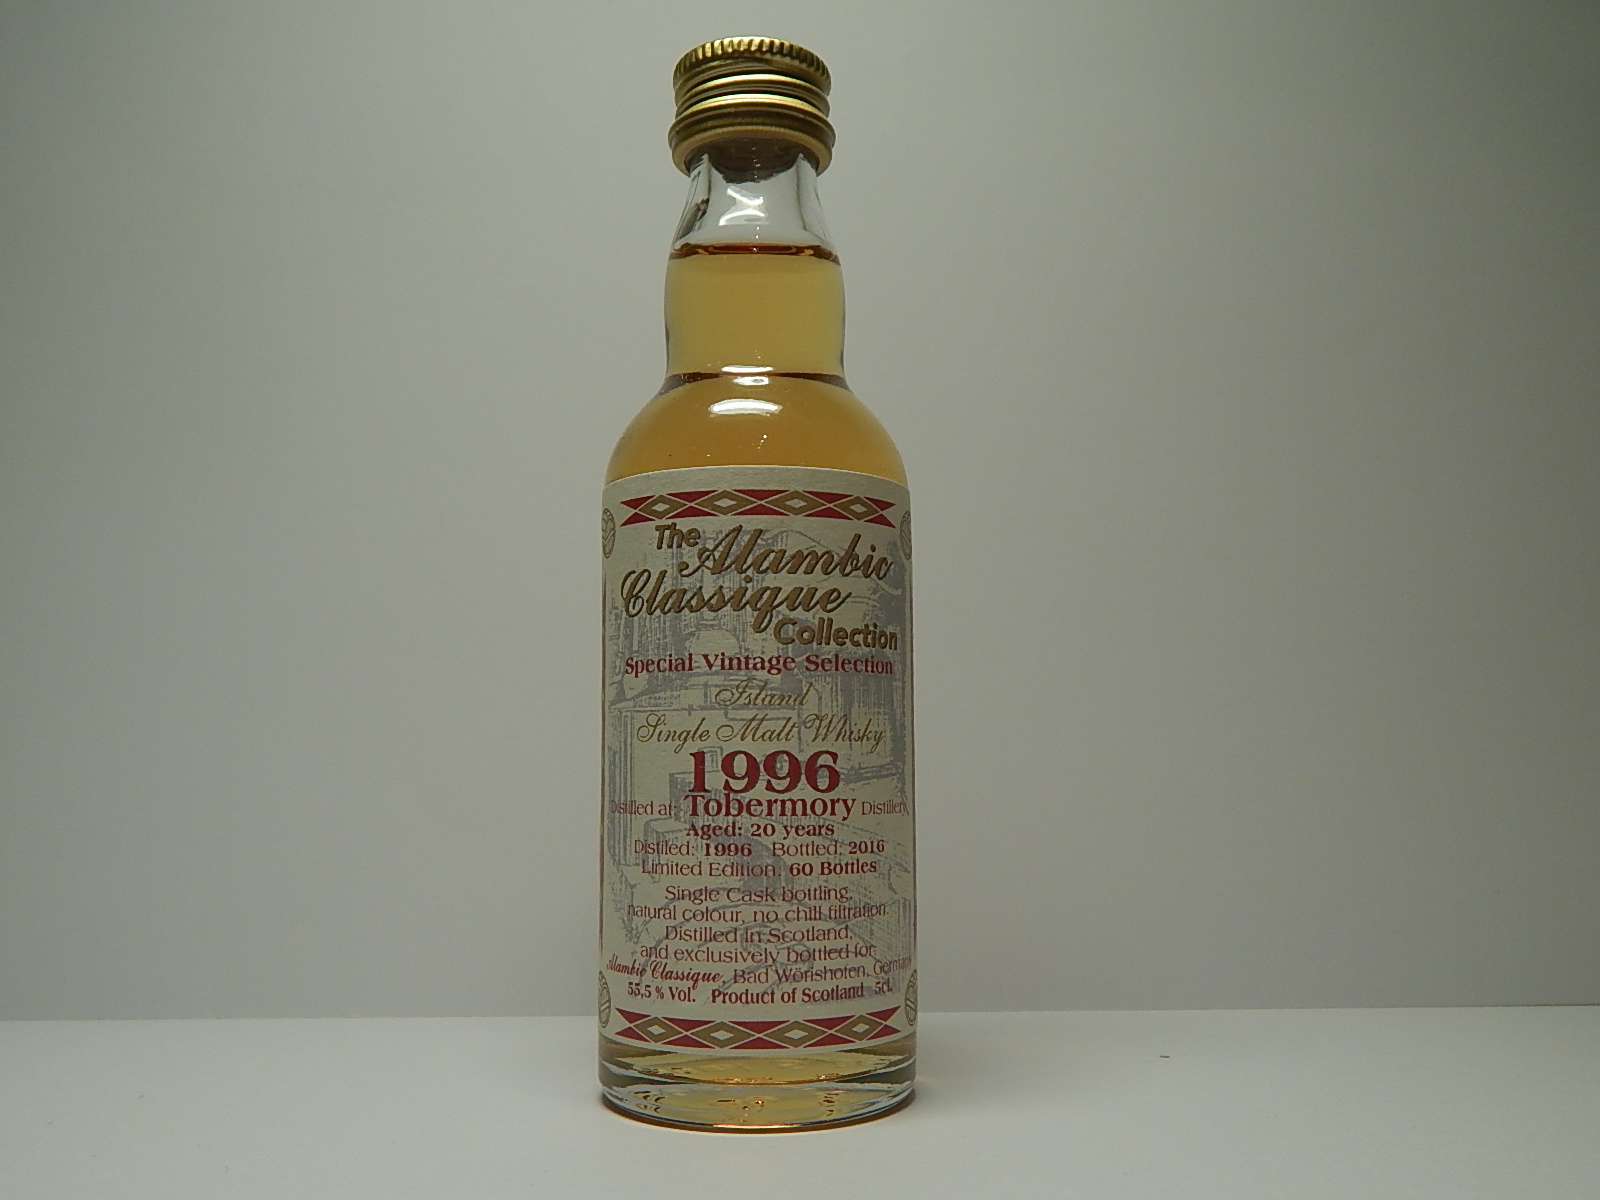 The Alambic
Classique
Collection
Special Vintage Selection
Island
Single Malt Whisky
1996
Distilled at: Tobermory Distillery
Aged: 20 years
Distilled: 1996 Bottled: 2016
Limited Edition: 60 Bottles
Single Cask bottling,
natural colour, no chill filtration.
Distilled in Scotland,
and exclusively bottled for:
Alambic Classique, Bad Wörishofen, Germany
55,5 % Vol. Product of Scotland 5cl.